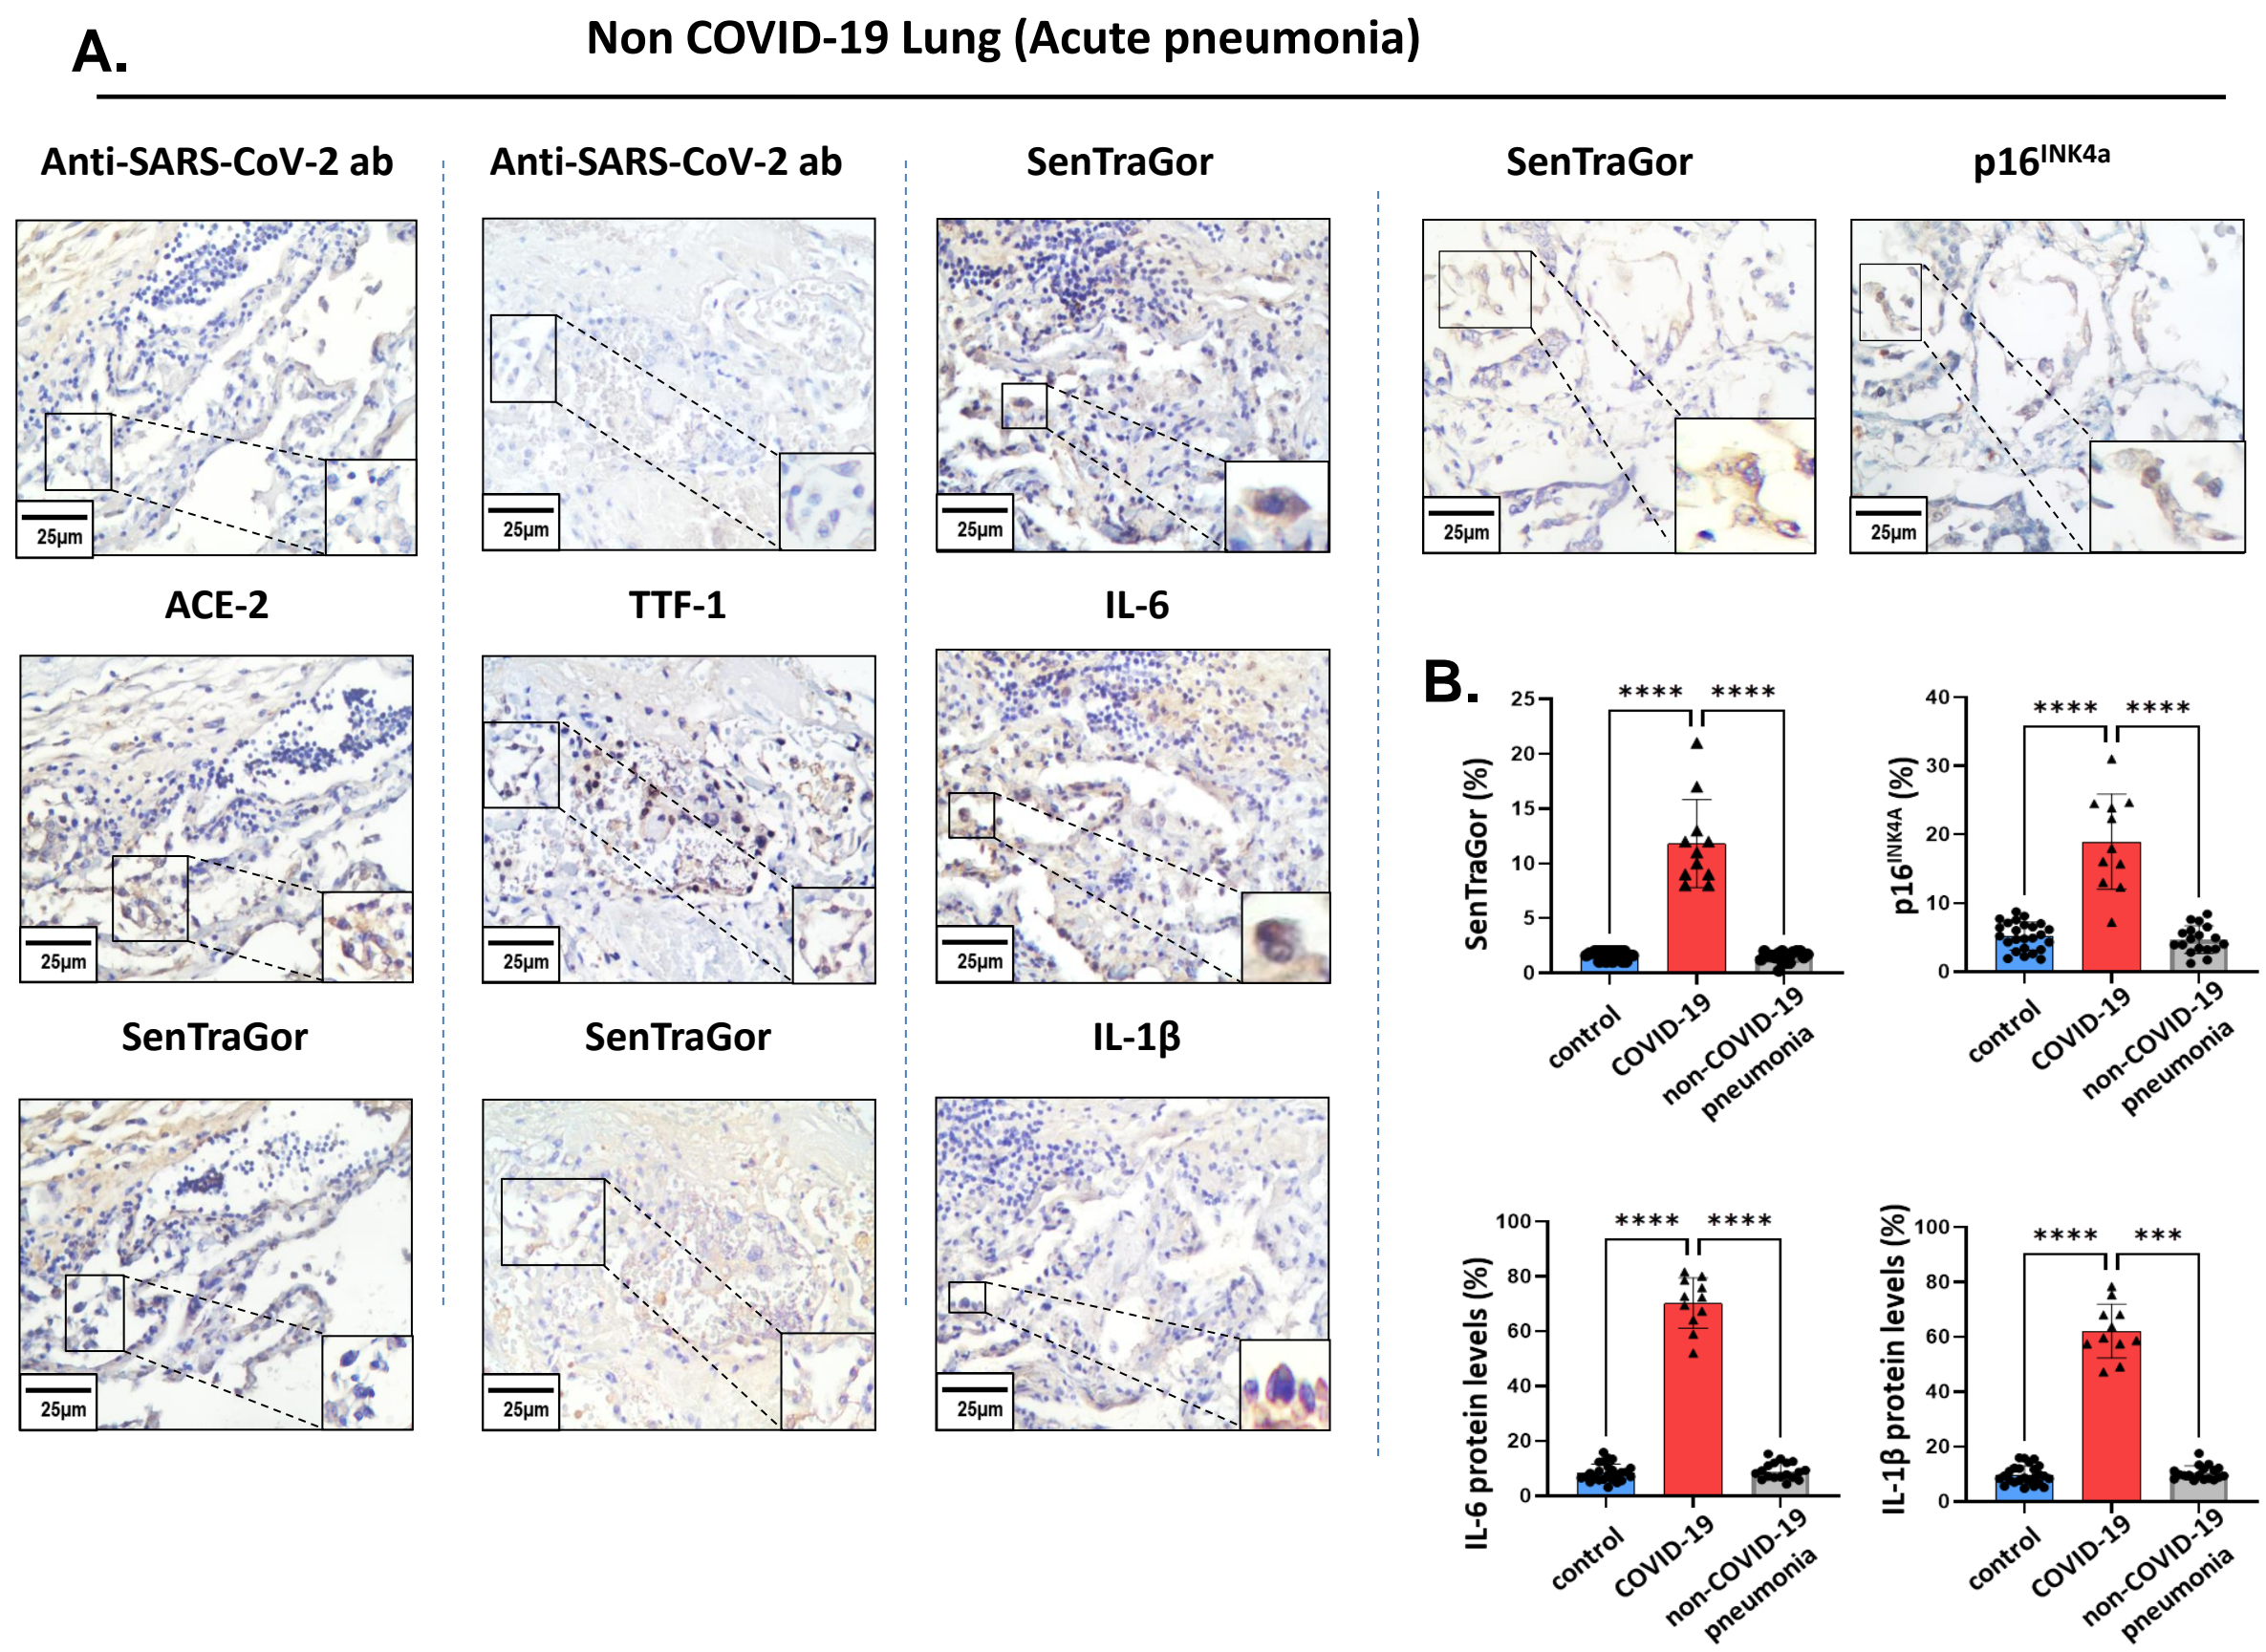 A.
Non COVID-19 Lung (Acute pneumonia)
Anti-SARS-CoV-2 ab
Anti-SARS-CoV-2 ab
SenTraGor
SenTraGor
p16INK4a
25µm
25µm
25µm
25µm
25µm
ACE-2
TTF-1
IL-6
25µm
25µm
25µm
SenTraGor
SenTraGor
IL-1β
25µm
25µm
25µm
B.
SenTraGor (%)
25
20
15
10
5
0
****
****
control
COVID-19
non-COVID-19
pneumonia
p16INK4A (%)
40
30
20
10
0
****
****
control
COVID-19
non-COVID-19
pneumonia
IL-6 protein levels (%)
100
80
60
40
20
0
****
****
control
COVID-19
non-COVID-19
pneumonia
IL-1β protein levels (%)
100
80
60
40
20
0
****
***
control
COVID-19
non-COVID-19
pneumonia